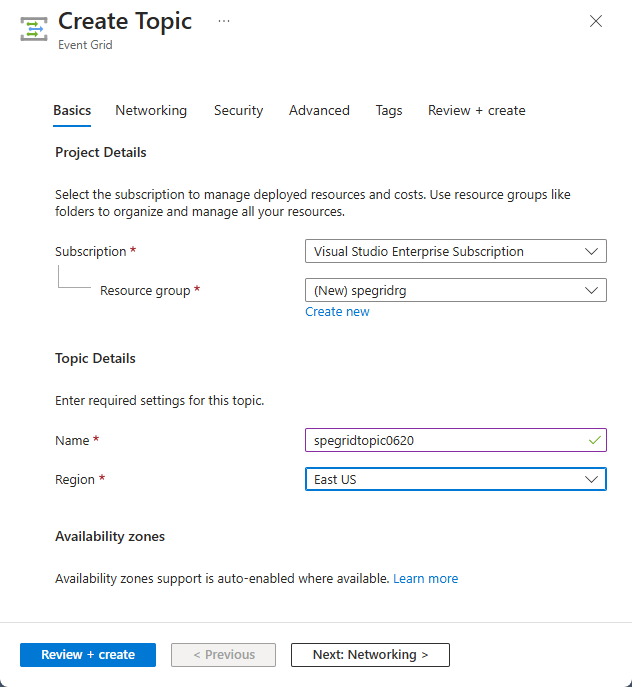 Create Topic ...
Event Grid
Basics Networking Security Advanced Tags Review + create
Project Details
Select the subscription to manage deployed resources and costs. Use resource groups like
folders to organize and manage all your resources.
Subscription * Visual Studio Enterprise Subscription
Resource group * (New) spegridrg
Create new
Topic Details
Enter required settings for this topic.
Name * spegridtopic0620
Region * East US
Availability zones
Availability zones support is auto-enabled where available. Learn more
Review + create < Previous Next: Networking >